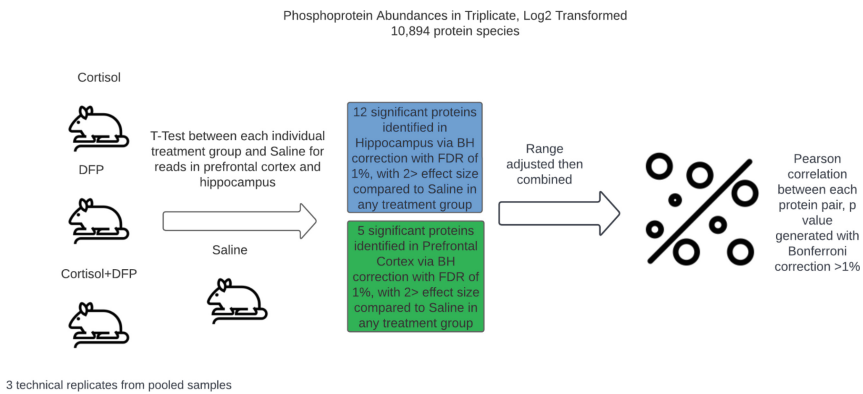 Phosphoprotein Abundances in Triplicate, Log2 Transformed
10,894 protein species
Cortisol
DFP
Cortisol+DFP
T-Test between each individual
treatment group and Saline for
reads in prefrontal cortex and
hippocampus
Saline
12 significant proteins
identified in
Hippocampus via BH
correction with FDR of
1%, with 2> effect size
compared to Saline in
any treatment group
5 significant proteins
identified in Prefrontal
Cortex via BH
correction with FDR of
1%, with 2> effect size
compared to Saline in
any treatment group
Range
adjusted then
combined
Pearson
correlation
between each
protein pair, p
value
generated with
Bonferroni
correction >1%
3 technical replicates from pooled samples